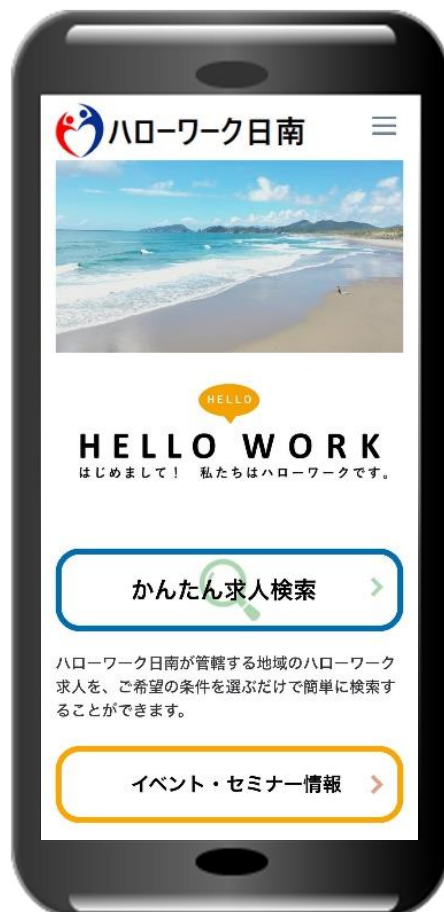 ハローワーク日南
HELLO
HELLO WORK
はじめまして！ 私たちはハローワークです。
かんたん求人検索
ハローワーク日南が管轄する地域のハローワーク
求人を、ご希望の条件を選ぶだけで簡単に検索す
ることができます。
イベント・セミナー情報